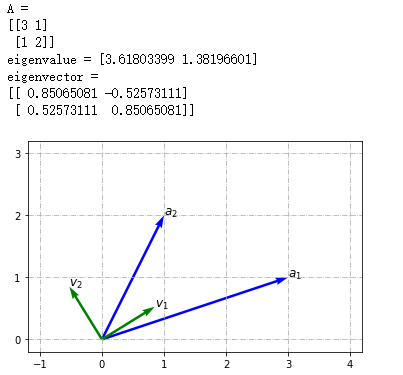 A =
[[3 1]
 [1 2]]
eigenvalue = [3.61803399 1.38196601]
eigenvector =
[[ 0.85065081 -0.52573111]
 [ 0.52573111  0.85065081]]
3
a₂
2
v₂
v₁
a₁
1
0
−1 0 1 2 3 4